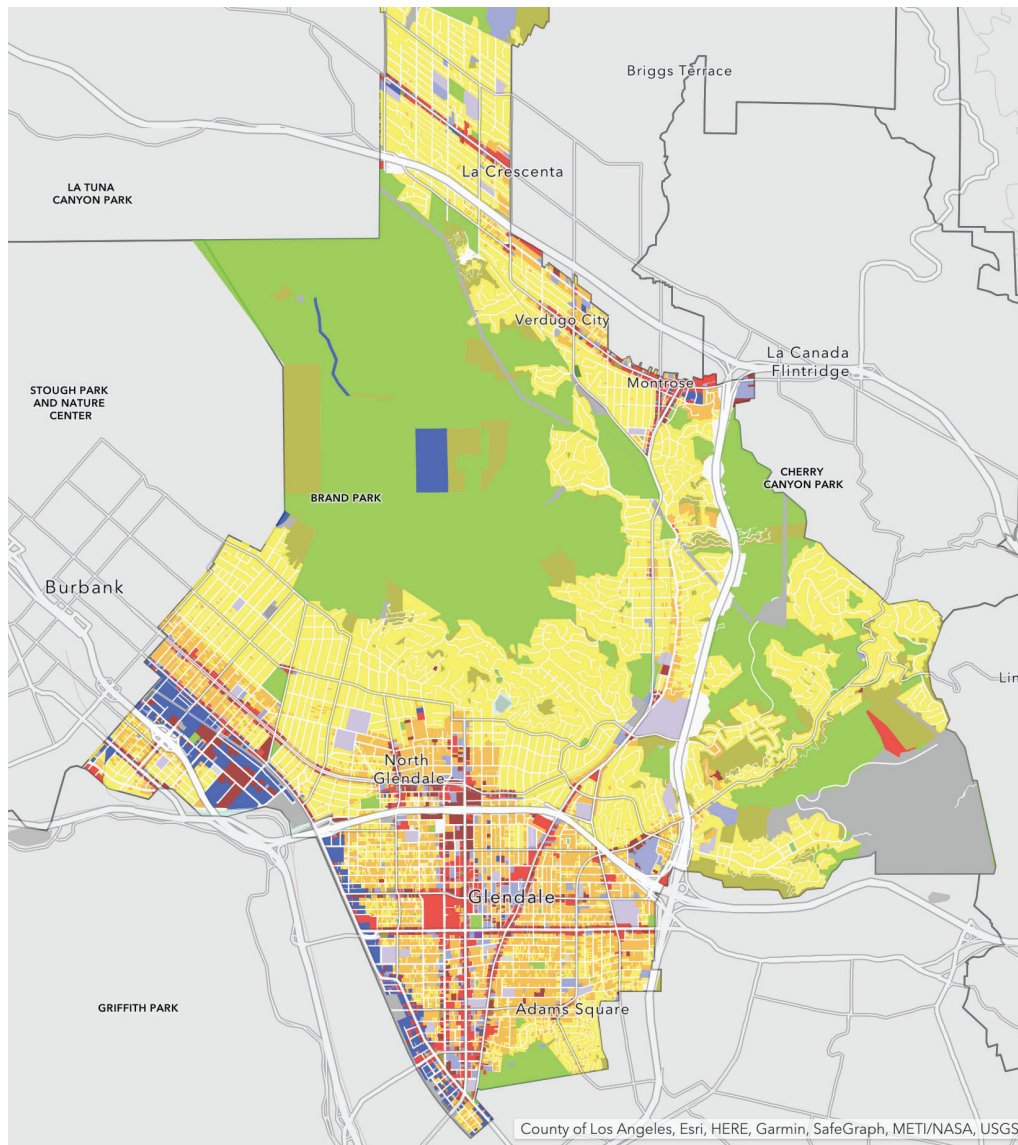 Briggs Terrace
La Crescenta
LA TUNA
CANYON PARK
Verdugo City
La Canada
Flintridge
Montrose
STOUGH PARK
AND NATURE
CENTER
CHERRY
CANYON PARK
BRAND PARK
Burbank
Lin
North
Glendale
Glendale
GRIFFITH PARK
Adams Square
County of Los Angeles, Esri, HERE, Garmin, SafeGraph, METI/NASA, USGS